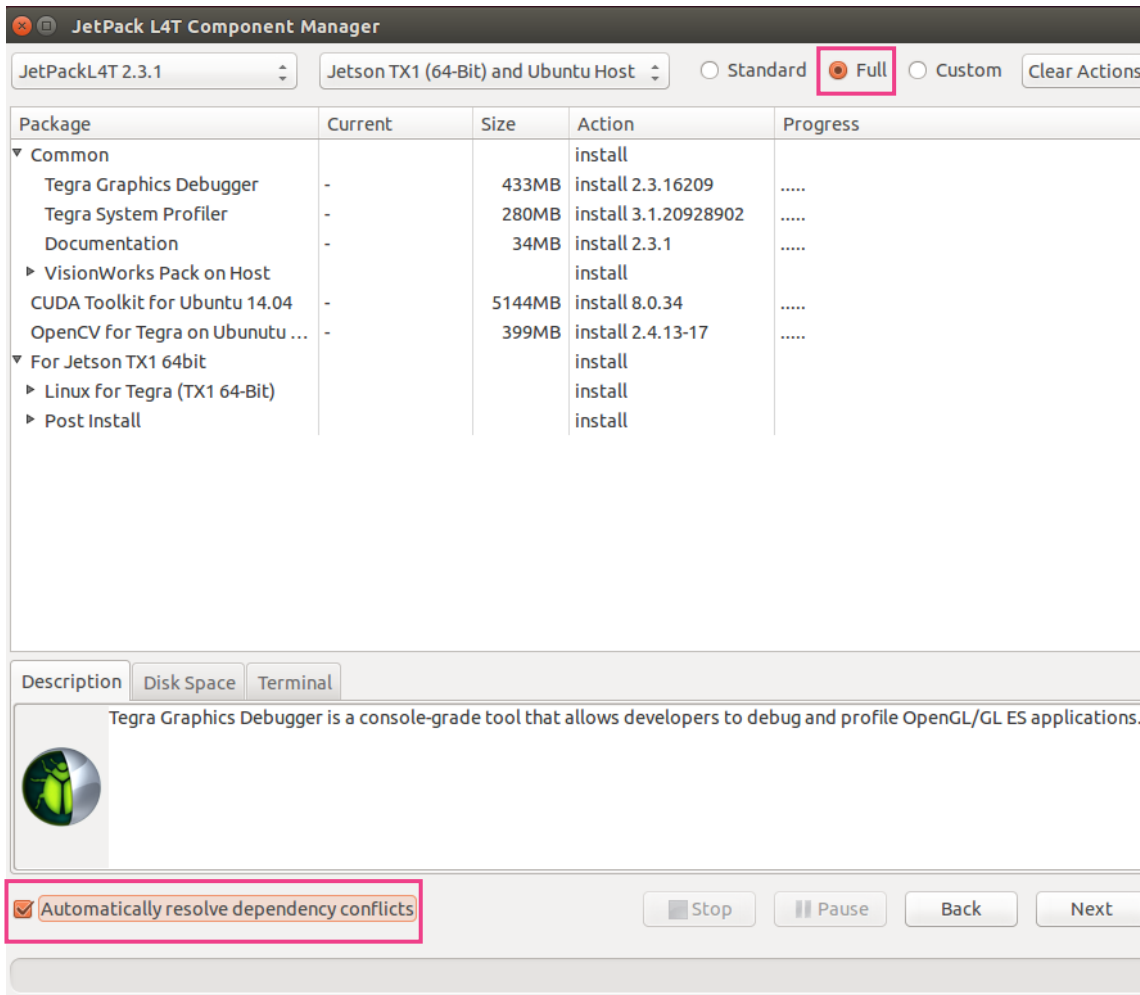 JetPack L4T Component Manager
JetPackL4T 2.3.1 Jetson TX1 (64-Bit) and Ubuntu Host Standard Full Custom Clear Actions
Package Current Size Action Progress
Common install
Tegra Graphics Debugger - 433MB install 2.3.16209 .....
Tegra System Profiler - 280MB install 3.1.20928902 .....
Documentation - 34MB install 2.3.1 .....
VisionWorks Pack on Host install
CUDA Toolkit for Ubuntu 14.04 - 5144MB install 8.0.34 .....
OpenCV for Tegra on Ubunutu ... - 399MB install 2.4.13-17 .....
For Jetson TX1 64bit install
Linux for Tegra (TX1 64-Bit) install
Post Install install
Description Disk Space Terminal
Tegra Graphics Debugger is a console-grade tool that allows developers to debug and profile OpenGL/GL ES applications.
Automatically resolve dependency conflicts Stop Pause Back Next